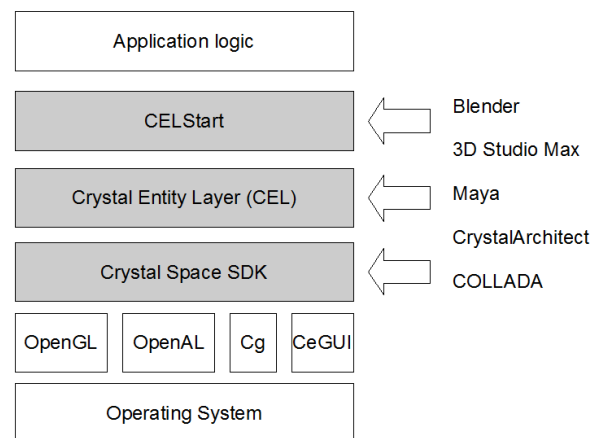 Application logic
CELStart
Crystal Entity Layer (CEL)
Crystal Space SDK
OpenGL
OpenAL
Cg
CeGUI
Operating System
Blender
3D Studio Max
Maya
CrystalArchitect
COLLADA